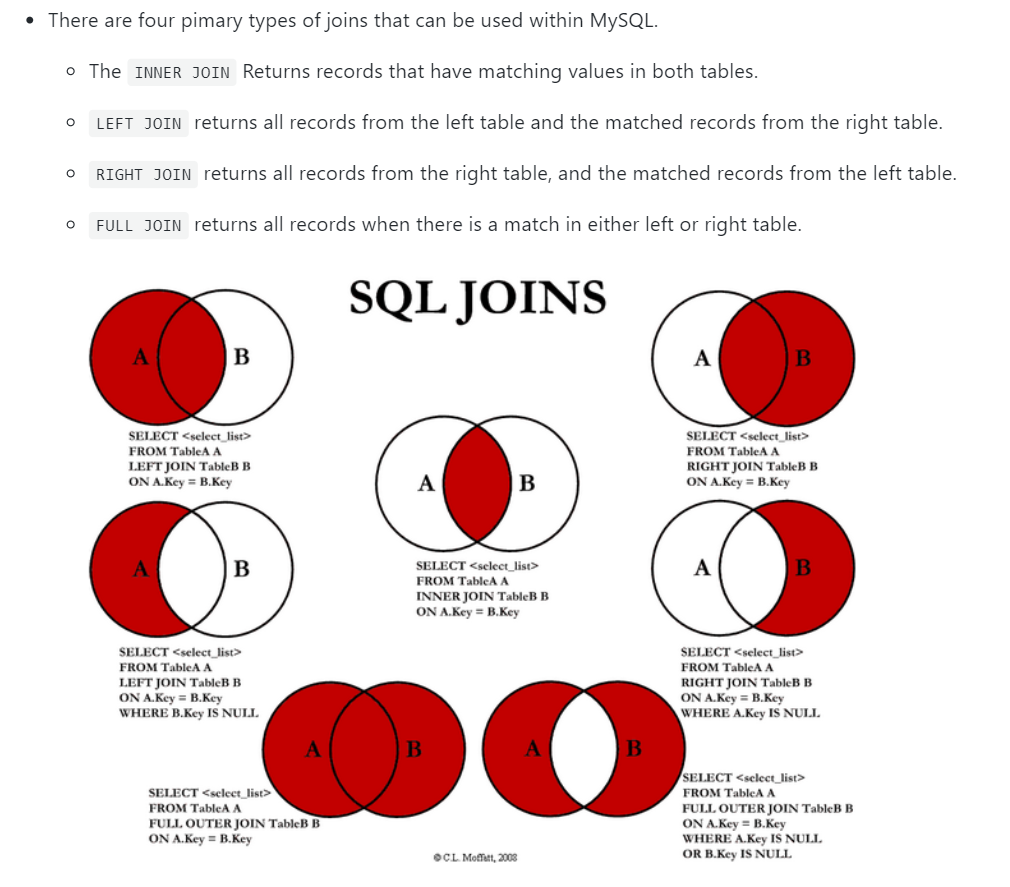 There are four pimary types of joins that can be used within MySQL.
The INNER JOIN Returns records that have matching values in both tables.
LEFT JOIN returns all records from the left table and the matched records from the right table.
RIGHT JOIN returns all records from the right table, and the matched records from the left table.
FULL JOIN returns all records when there is a match in either left or right table.
SQL JOINS
A B
SELECT <select_list>
FROM TableA A
LEFT JOIN TableB B
ON A.Key = B.Key
A B
SELECT <select_list>
FROM TableA A
RIGHT JOIN TableB B
ON A.Key = B.Key
A B
SELECT <select_list>
FROM TableA A
INNER JOIN TableB B
ON A.Key = B.Key
A B
SELECT <select_list>
FROM TableA A
LEFT JOIN TableB B
ON A.Key = B.Key
WHERE B.Key IS NULL
A B
SELECT <select_list>
FROM TableA A
RIGHT JOIN TableB B
ON A.Key = B.Key
WHERE A.Key IS NULL
A B
SELECT <select_list>
FROM TableA A
FULL OUTER JOIN TableB B
ON A.Key = B.Key
A B
SELECT <select_list>
FROM TableA A
FULL OUTER JOIN TableB B
ON A.Key = B.Key
WHERE A.Key IS NULL
OR B.Key IS NULL
© C.L. Moffatt, 2008